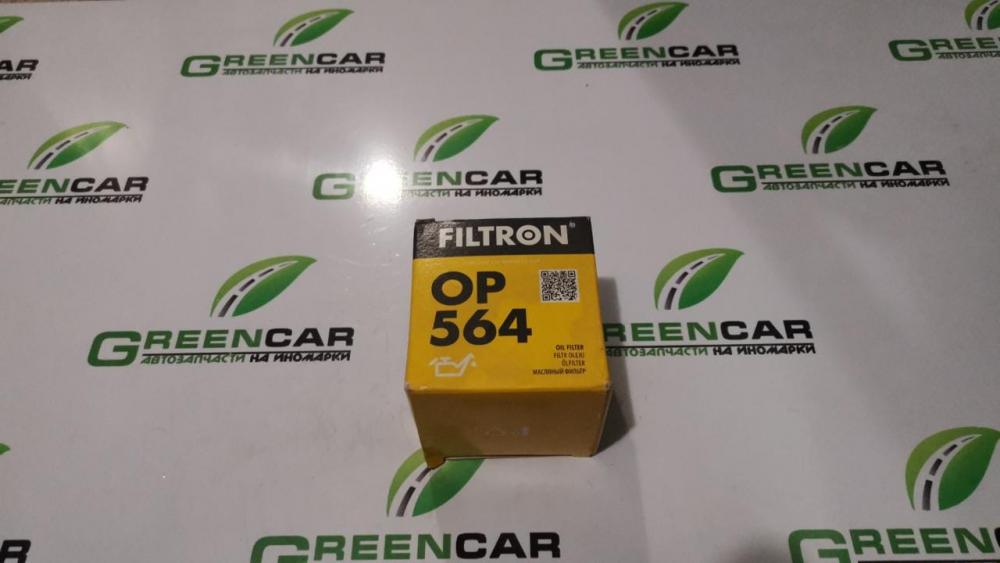 GREENCAR
АВТОЗАПЧАСТИ НА ИНОМАРКИ
GREENCAR
АВТОЗАПЧАСТИ НА ИНОМАРКИ
GREENCAR
АВТОЗАПЧАСТИ НА ИНОМАРКИ
GREENCAR
АВТОЗАПЧАСТИ НА ИНОМАРКИ
GREENCAR
АВТОЗАПЧАСТИ НА ИНОМАРКИ
FILTRON®
OP
564
OIL FILTER
FILTR OLEJU
ÖLFILTER
МАСЛЯНЫЙ ФИЛЬТР
GREENCAR
АВТОЗАПЧАСТИ НА ИНОМАРКИ
GREENCAR
АВТОЗАПЧАСТИ НА ИНОМАРКИ
GREENCAR
GREENCAR